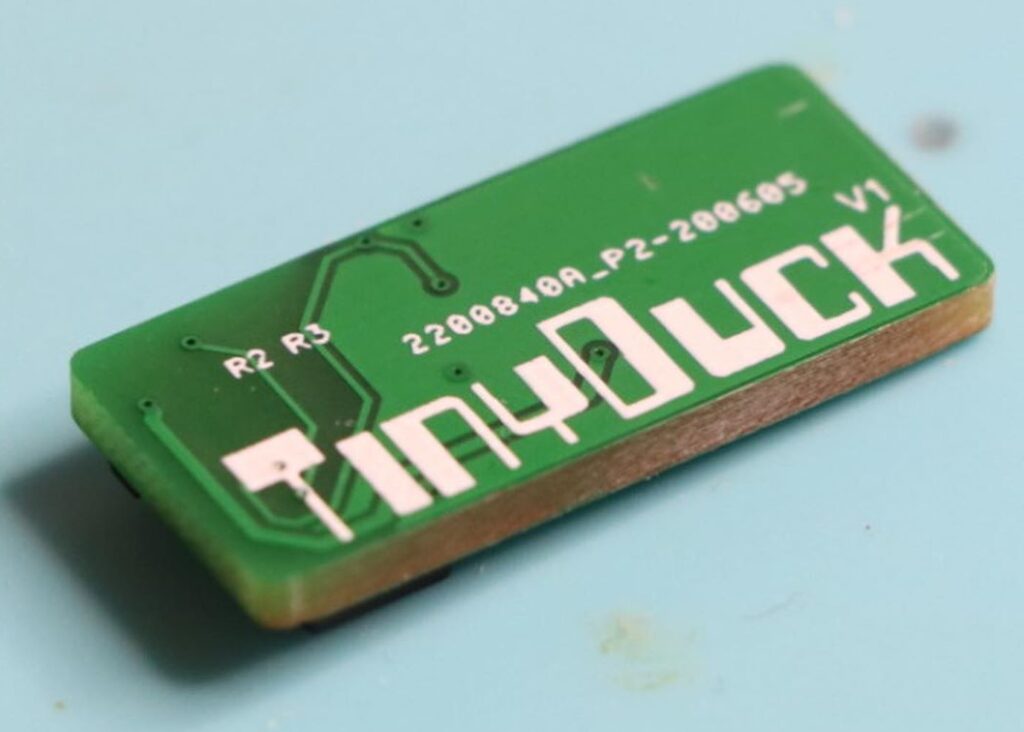 V1
2200840A_P2-200605
R2 R3
TINYDUCK